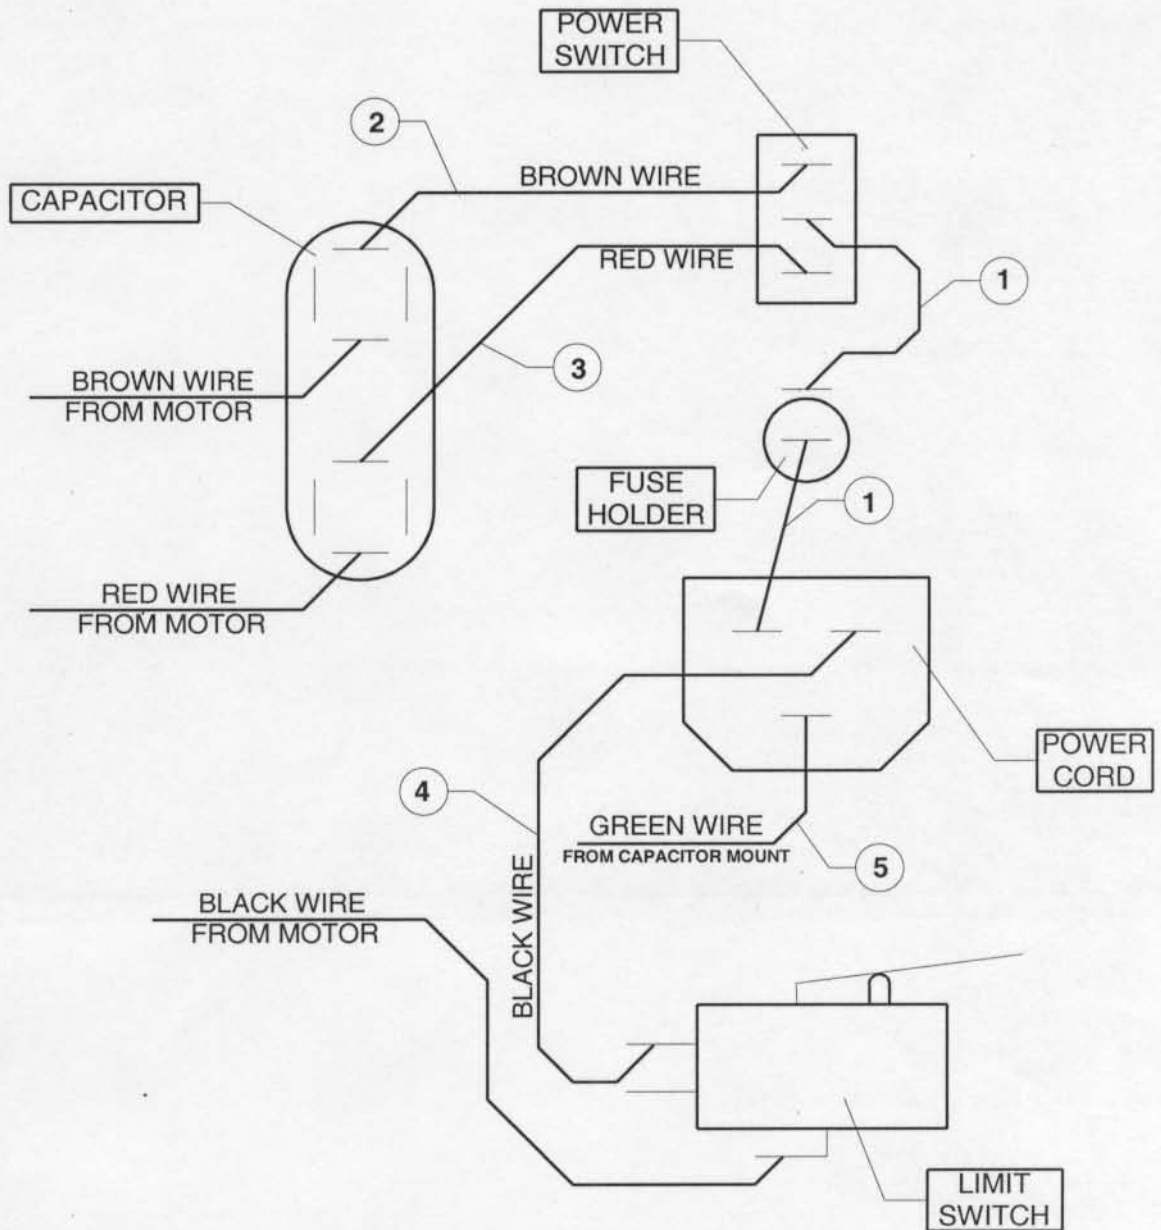 POWER
SWITCH
2
BROWN WIRE
CAPACITOR
RED WIRE
1
3
BROWN WIRE
FROM MOTOR
FUSE
HOLDER
1
RED WIRE
FROM MOTOR
POWER
CORD
4
GREEN WIRE
FROM CAPACITOR MOUNT
5
BLACK WIRE
BLACK WIRE
FROM MOTOR
LIMIT
SWITCH